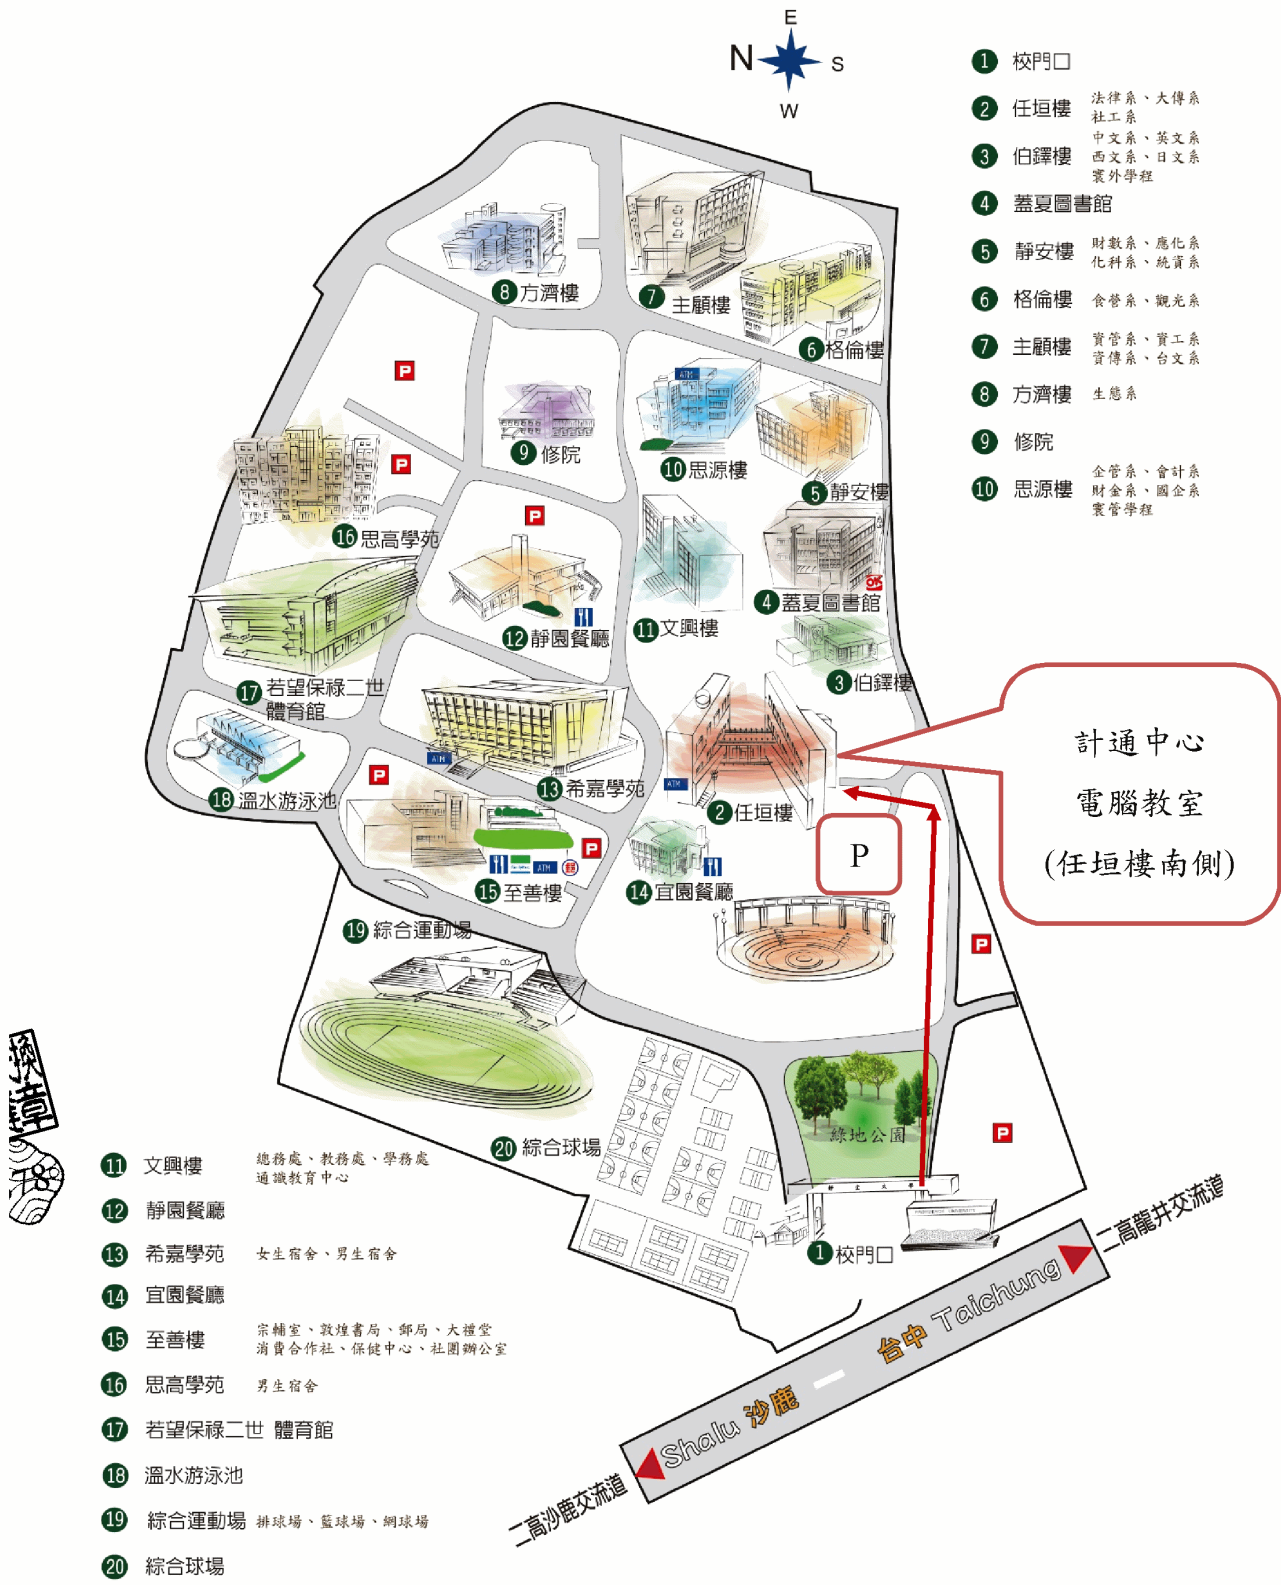 E
N
S
W
1 校門口
2 任垣樓 法律系、大傳系
社工系
3 伯鐸樓 中文系、英文系
西文系、日文系
寰外學程
4 蓋夏圖書館
5 靜安樓 財數系、應化系
化科系、統資系
6 格倫樓 食營系、觀光系
7 主顧樓 資管系、資工系
資傳系、台文系
8 方濟樓 生態系
9 修院
10 思源樓 企管系、會計系
財金系、國企系
寰管學程
8 方濟樓
7 主顧樓
6 格倫樓
P
ATM
9 修院
P
10 思源樓
5 靜安樓
P
16 思高學苑
OK
4 蓋夏圖書館
12 靜園餐廳
11 文興樓
3 伯鐸樓
17 若望保祿二世
體育館
計通中心
電腦教室
(任垣樓南側)
ATM
P
ATM
13 希嘉學苑
18 溫水游泳池
2 任垣樓
P
P
ATM
15 至善樓
14 宜園餐廳
19 綜合運動場
P
綠地公園
P
20 綜合球場
靜宜大學
1 校門口
二高龍井交流道
台中 Taichung
Shalu 沙鹿
二高沙鹿交流道
換
章
78
11 文興樓 總務處、教務處、學務處
通識教育中心
12 靜園餐廳
13 希嘉學苑 女生宿舍、男生宿舍
14 宜園餐廳
15 至善樓 宗輔室、敦煌書局、郵局、大禮堂
消費合作社、保健中心、社團辦公室
16 思高學苑 男生宿舍
17 若望保祿二世 體育館
18 溫水游泳池
19 綜合運動場 排球場、籃球場、網球場
20 綜合球場